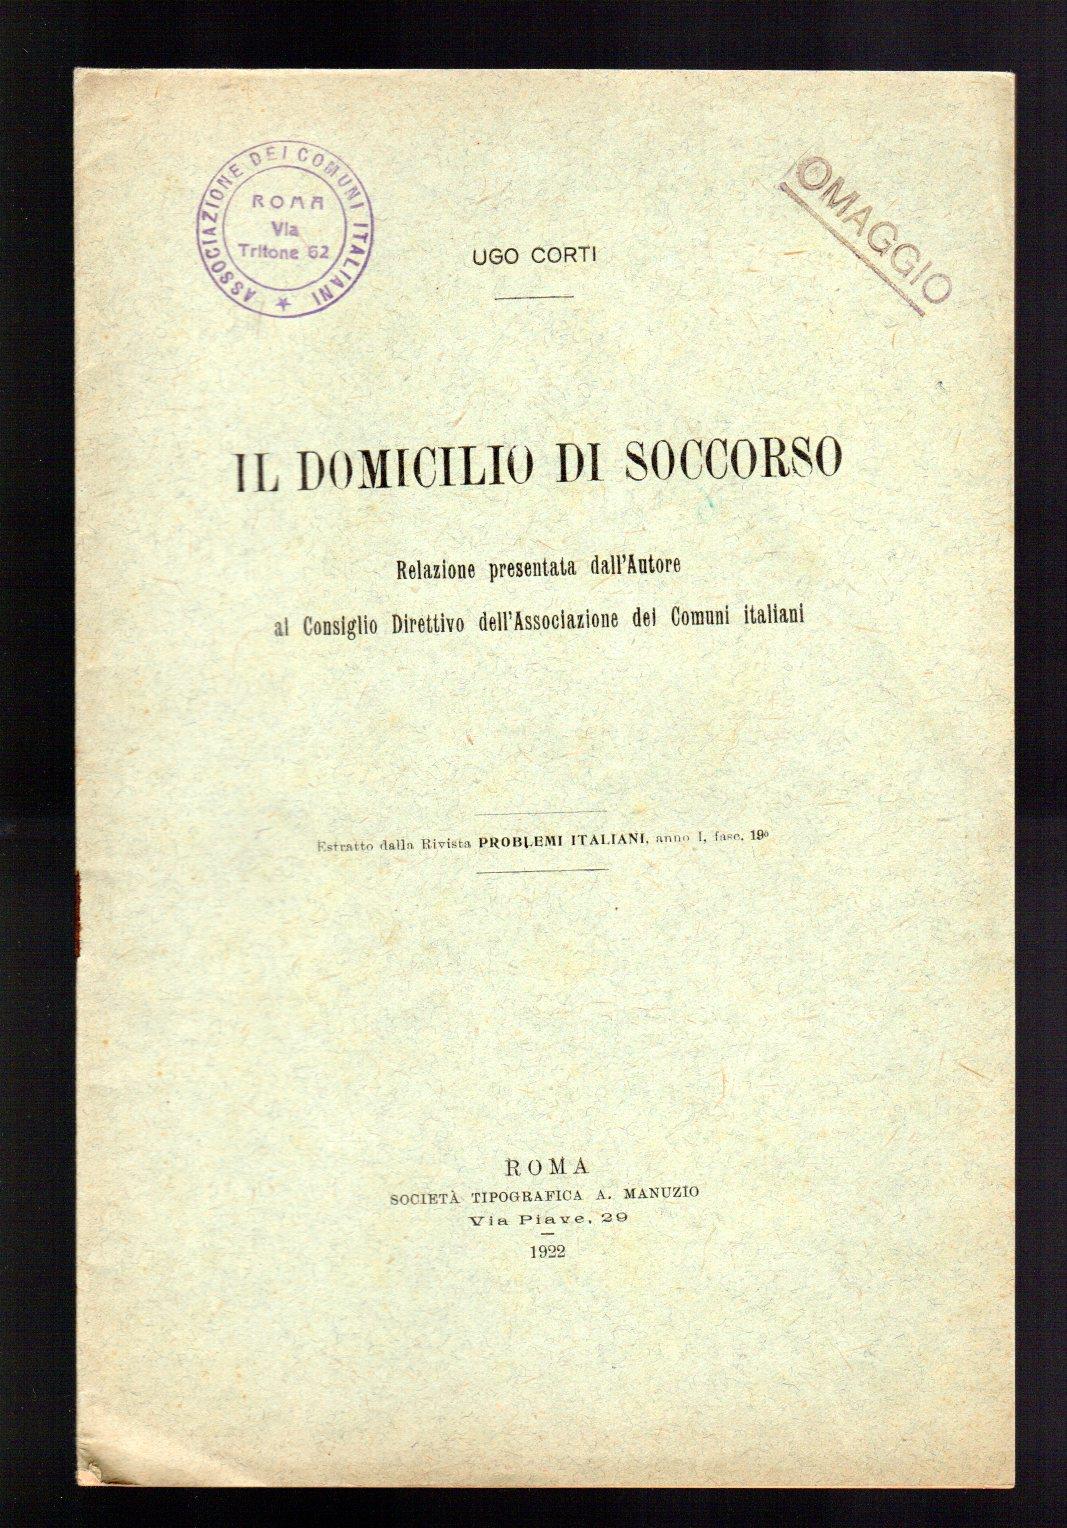 ASSOCIAZIONE DEI COMUNI ITALIANI ★
ROMA
Via
Tritone 62
OMAGGIO
UGO CORTI
IL DOMICILIO DI SOCCORSO
Relazione presentata dall'Autore
al Consiglio Direttivo dell'Associazione dei Comuni italiani
Estratto dalla Rivista PROBLEMI ITALIANI, anno I, fasc. 19º
ROMA
SOCIETÀ TIPOGRAFICA A. MANUZIO
Via Piave, 29
1922